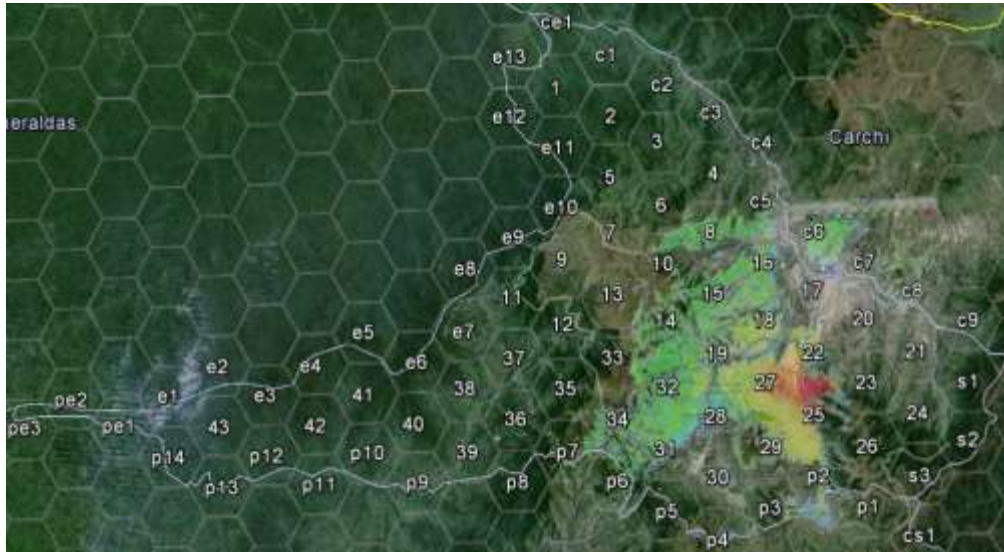 ce1
e13 c1
1 c2
e12 2 c3
eraldas Carchi
e11 3 c4
5 4
e10 6 c5
7 8 c6
e9 9
e8 10 15 c7
11 13 15 17 c8
e7 12 14 18 20 c9
e5 37 33 19 22 21
e4 e6
e2 38 35 32 27 23 s1
pe2 e1 e3 41
36 34 28 25 24
pe3 pe1 43 42 40
p14 p12 p10 39 p7 31 29 26 s2
p13 p11 p9 p8 p6 30 p2 s3
p5 p3 p1
p4 cs1